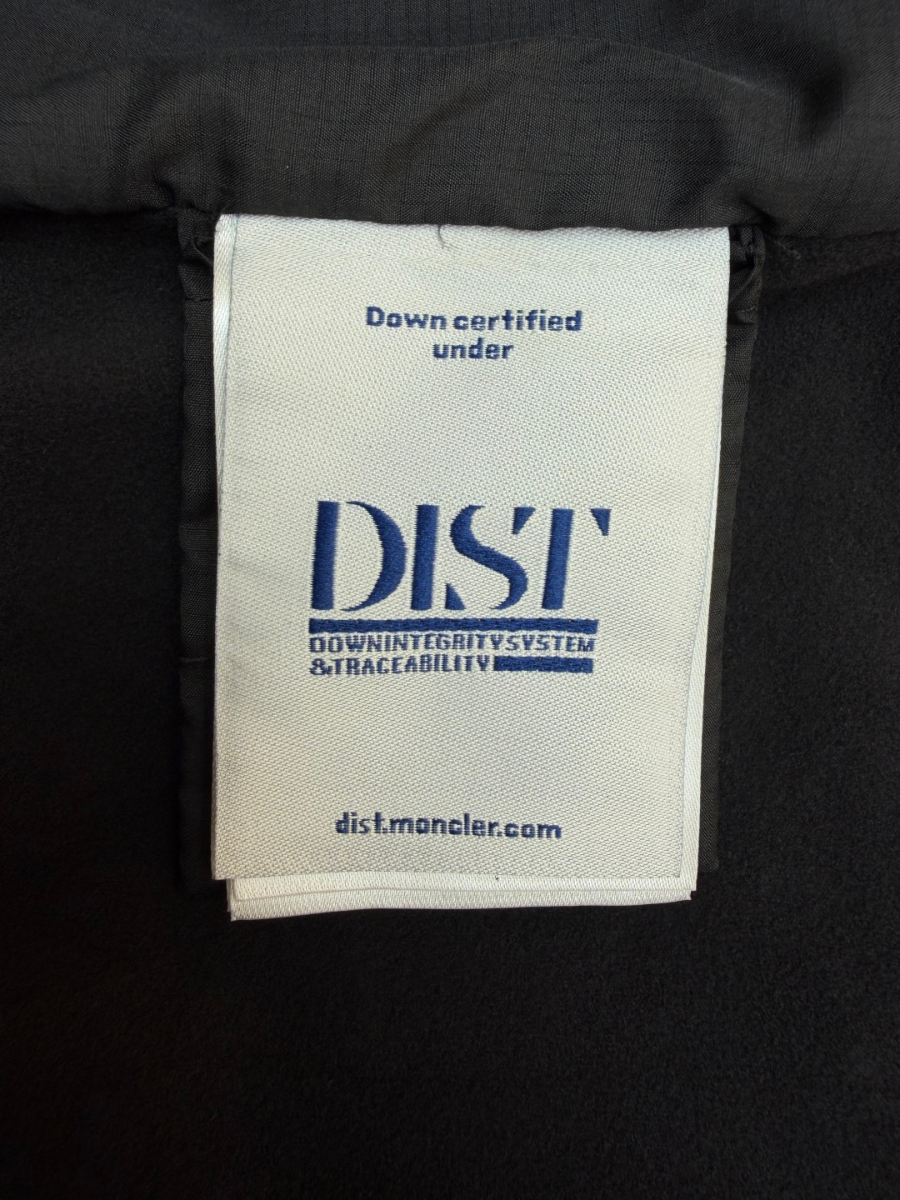 Down certified
under
DIST
DOWNINTEGRITYSYSTEM
&TRACEABILITY
dist.moncler.com